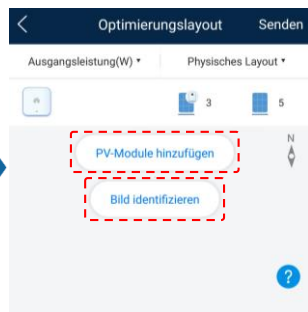 Optimierungslayout Senden
Ausgangsleistung(W) Physisches Layout
3 5
PV-Module hinzufügen
N
Bild identifizieren
?